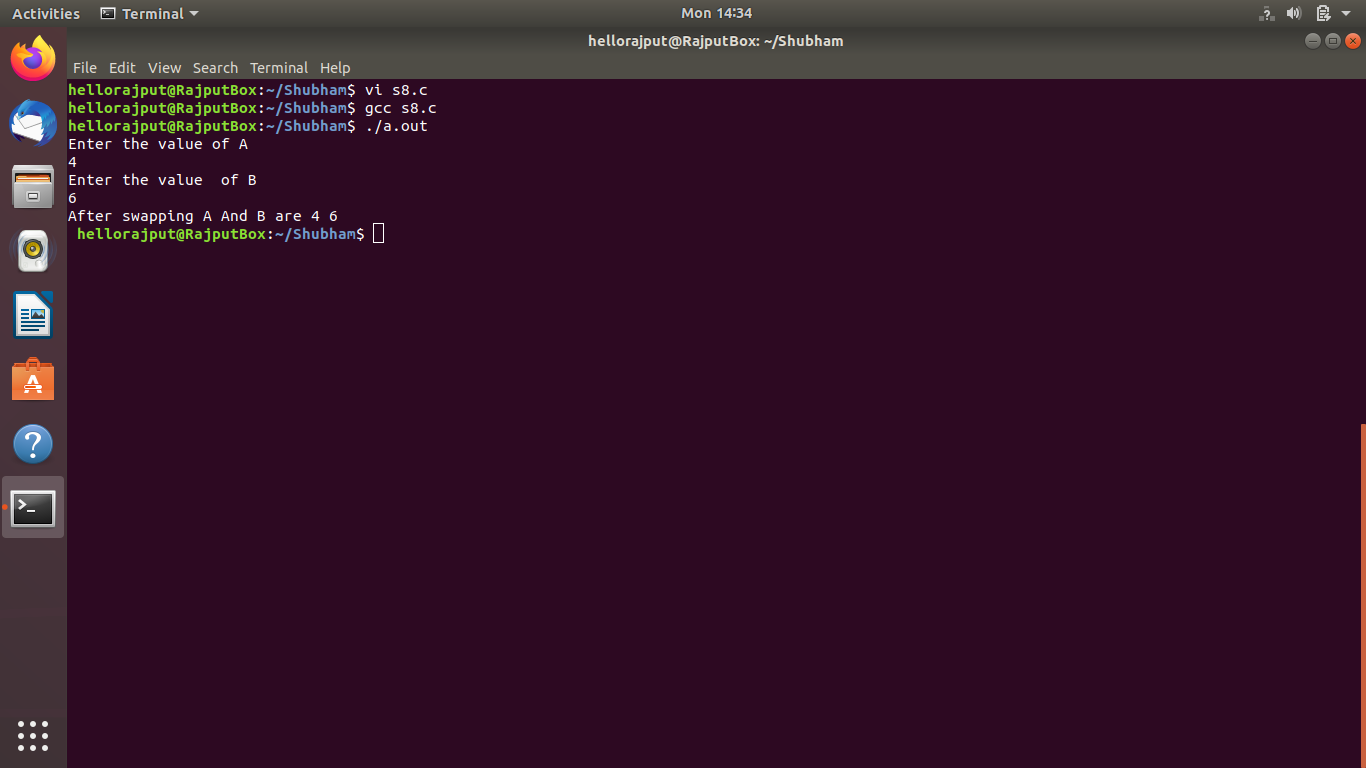 Activities Terminal Mon 14:34
hellorajput@RajputBox: ~/Shubham
File Edit View Search Terminal Help
hellorajput@RajputBox:~/Shubham$ vi s8.c
hellorajput@RajputBox:~/Shubham$ gcc s8.c
hellorajput@RajputBox:~/Shubham$ ./a.out
Enter the value of A
4
Enter the value  of B
6
After swapping A And B are 4 6
 hellorajput@RajputBox:~/Shubham$